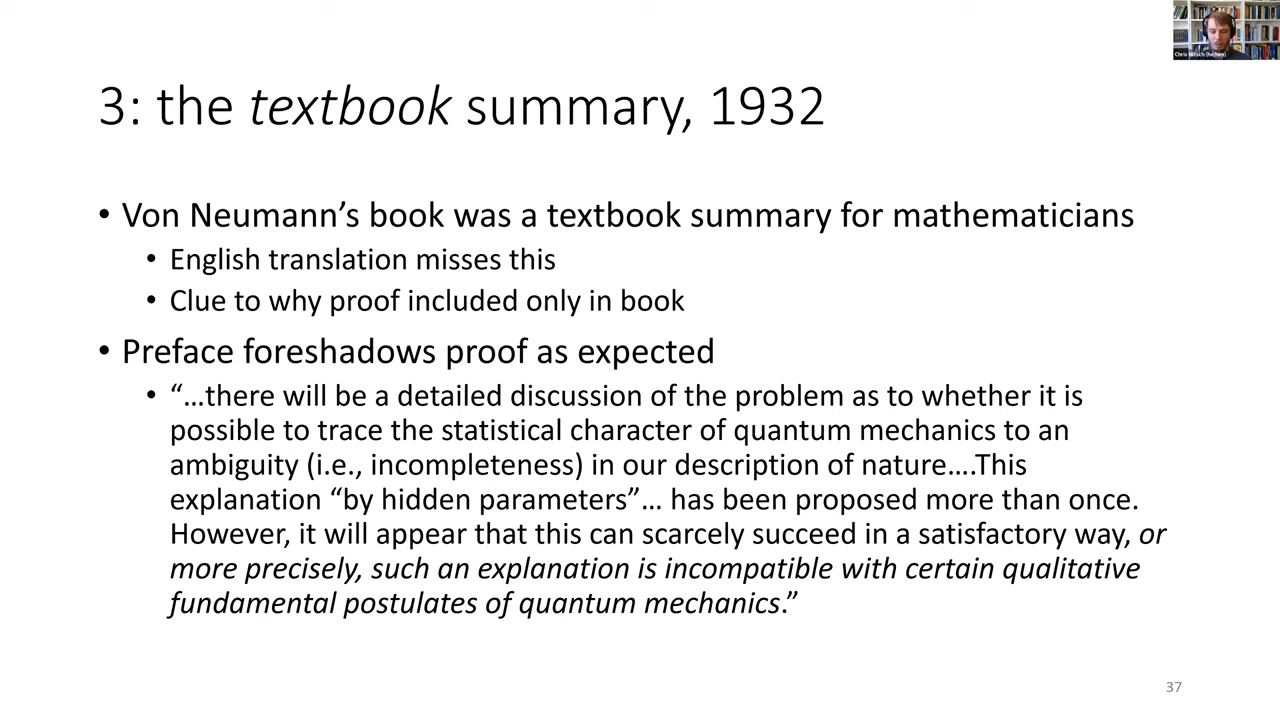 Chris Mitsch (he/him)
3: the textbook summary, 1932
• Von Neumann’s book was a textbook summary for mathematicians
• English translation misses this
• Clue to why proof included only in book
• Preface foreshadows proof as expected
• “…there will be a detailed discussion of the problem as to whether it is
possible to trace the statistical character of quantum mechanics to an
ambiguity (i.e., incompleteness) in our description of nature….This
explanation “by hidden parameters”… has been proposed more than once.
However, it will appear that this can scarcely succeed in a satisfactory way, or
more precisely, such an explanation is incompatible with certain qualitative
fundamental postulates of quantum mechanics.”
37